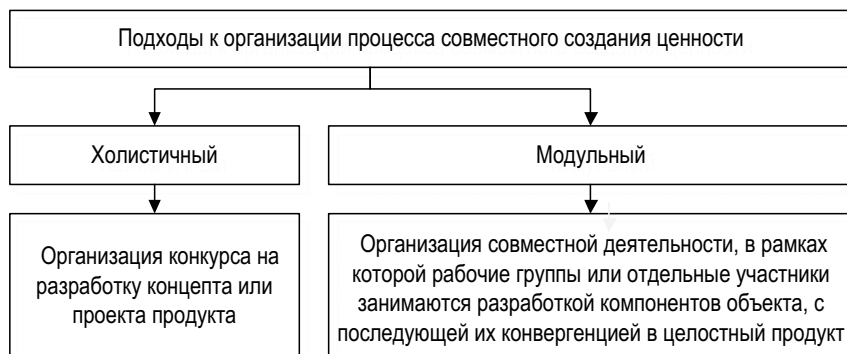 Подходы к организации процесса совместного создания ценности
Холистичный
Модульный
Организация конкурса на
разработку концепта или
проекта продукта
Организация совместной деятельности, в рамках
которой рабочие группы или отдельные участники
занимаются разработкой компонентов объекта, с
последующей их конвергенцией в целостный продукт